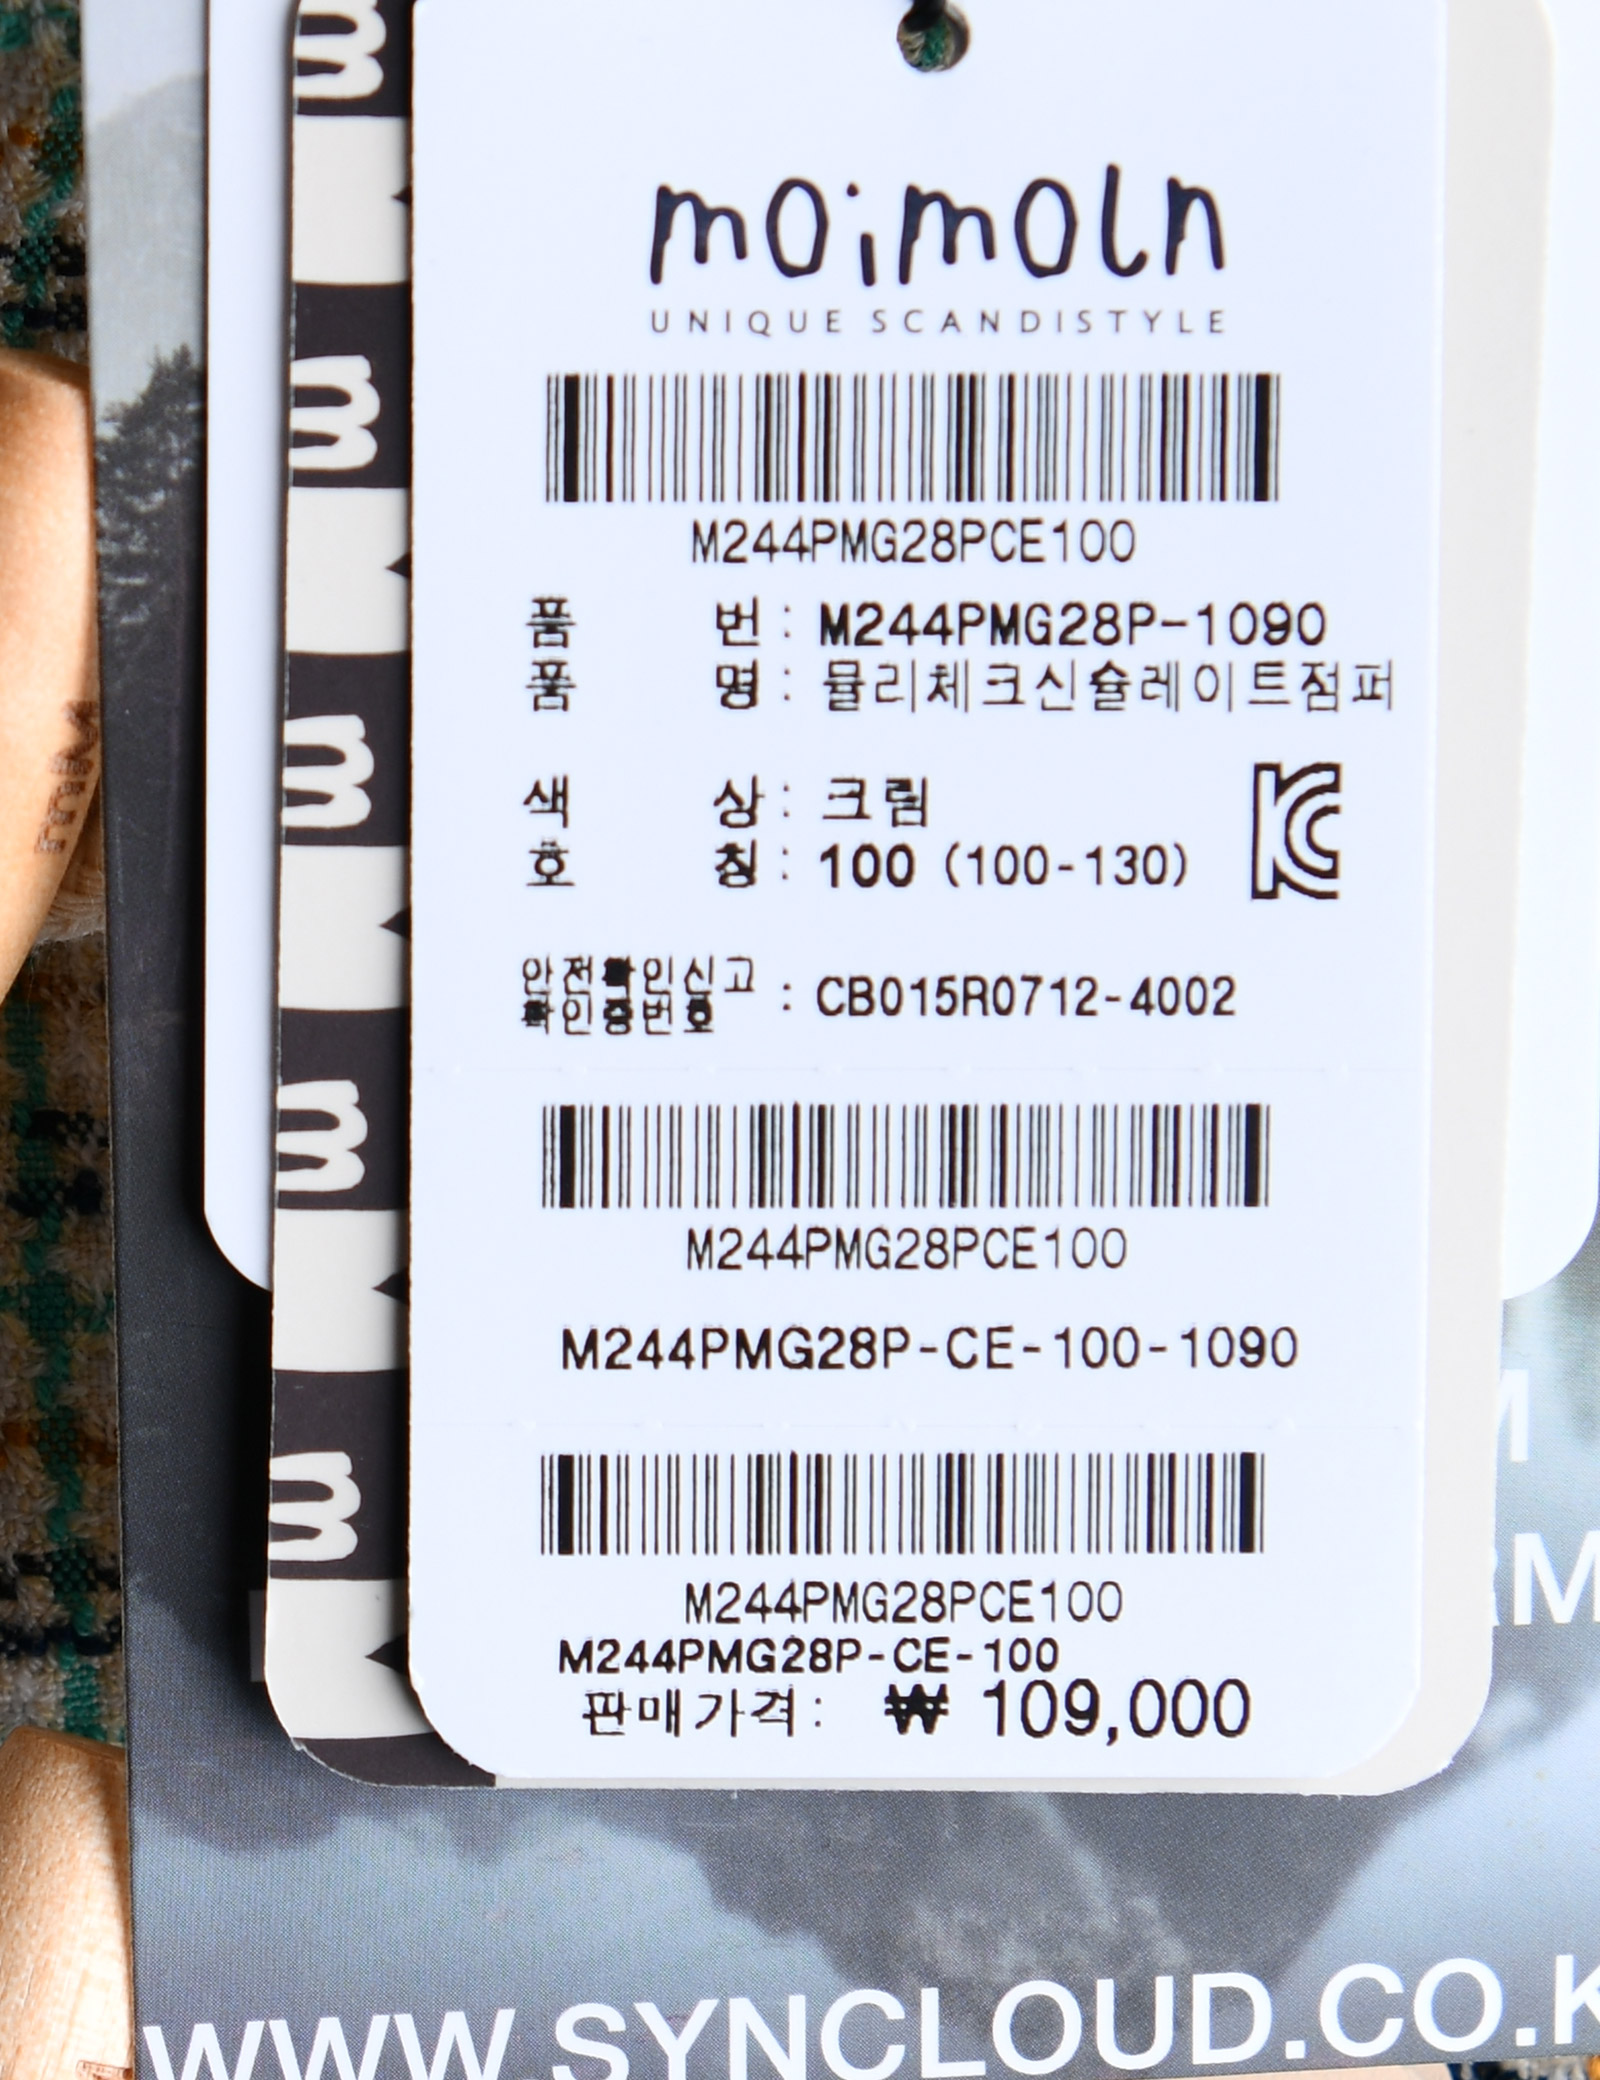 moimoln
UNIQUE SCANDISTYLE
M244PMG28PCE100
품 번 : M244PMG28P-1090
품 명 : 뮬리체크신슐레이트점퍼
색 상 : 크림
호 칭 : 100 (100-130)
KC
안전확인신고
확인증번호 : CB015R0712-4002
M244PMG28PCE100
M244PMG28P-CE-100-1090
M244PMG28PCE100
M244PMG28P-CE-100
판매가격: ₩ 109,000
WWW.SYNCLOUD.CO.K